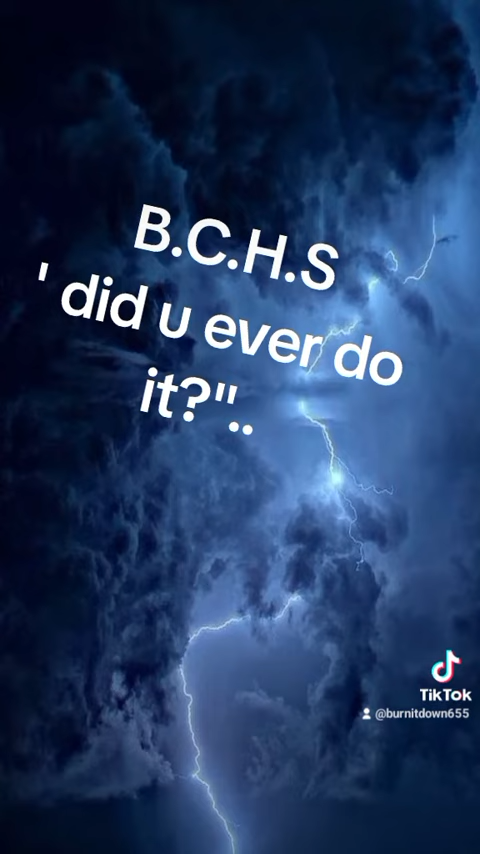 B.C.H.S
' did u ever do
it?"..
TikTok
@burnitdown655